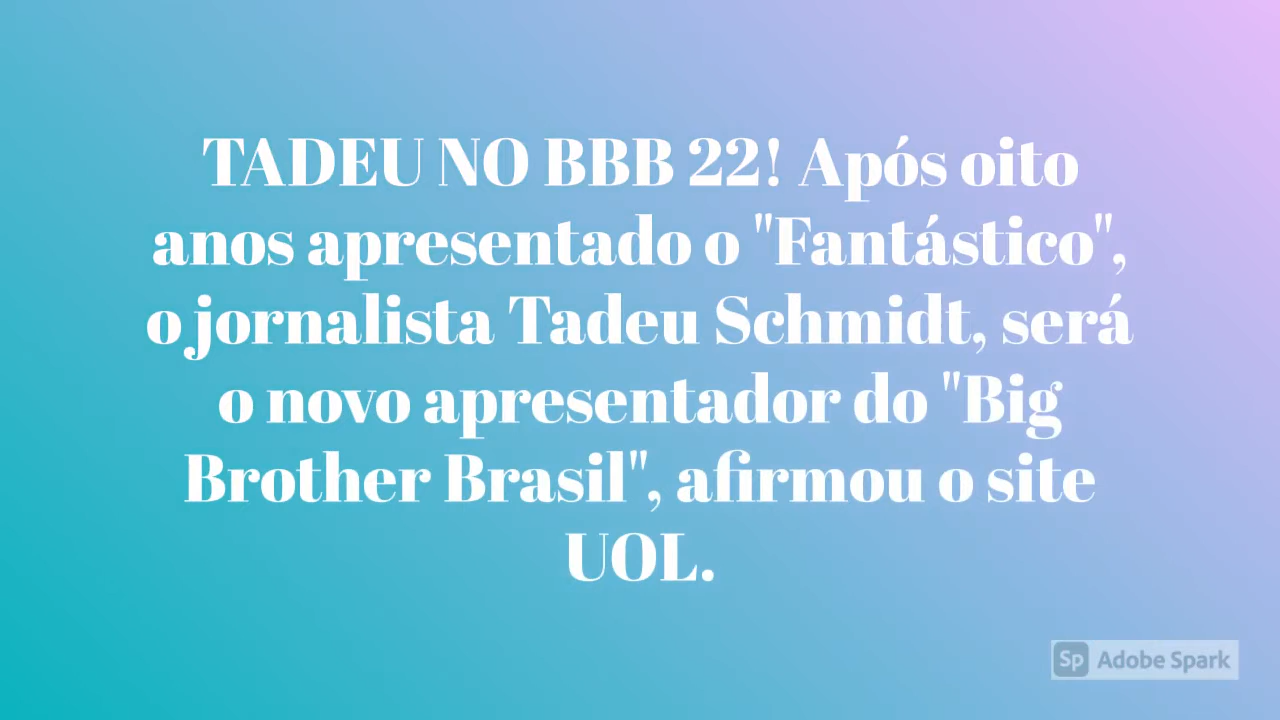 TADEU NO BBB 22! Após oito
anos apresentado o "Fantástico",
o jornalista Tadeu Schmidt, será
o novo apresentador do "Big
Brother Brasil", afirmou o site
UOL.
Sp Adobe Spark